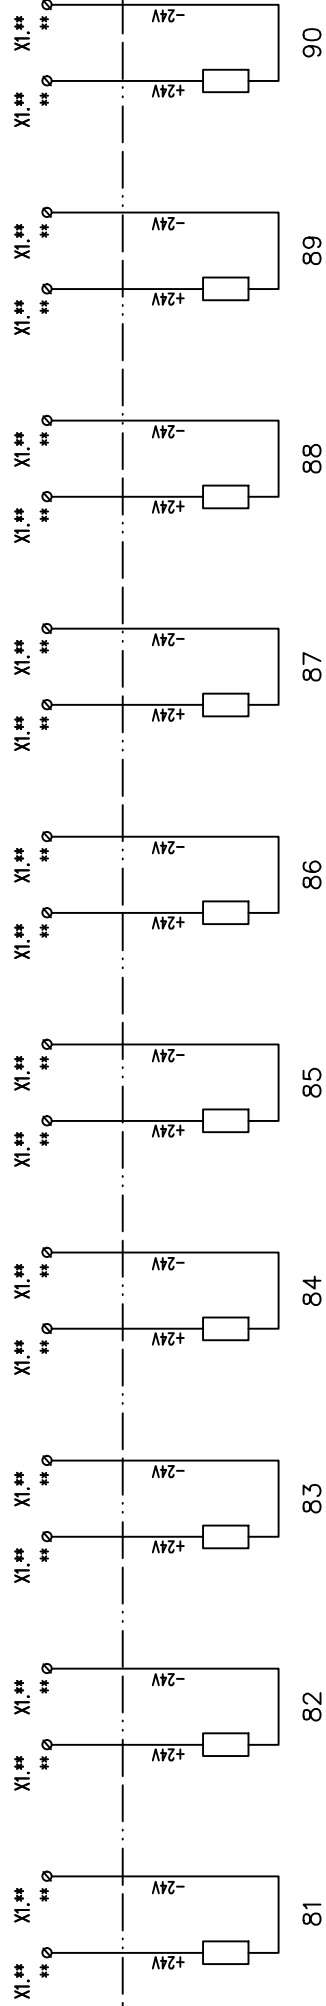 X1.** X1.** X1.** X1.** X1.** X1.** X1.** X1.** X1.** X1.** X1.** X1.** X1.** X1.** X1.** X1.** X1.** X1.** X1.** X1.**
** ** ** ** ** ** ** ** ** ** ** ** ** ** ** ** ** ** ** **
+24V -24V +24V -24V +24V -24V +24V -24V +24V -24V +24V -24V +24V -24V +24V -24V +24V -24V +24V -24V
81 82 83 84 85 86 87 88 89 90